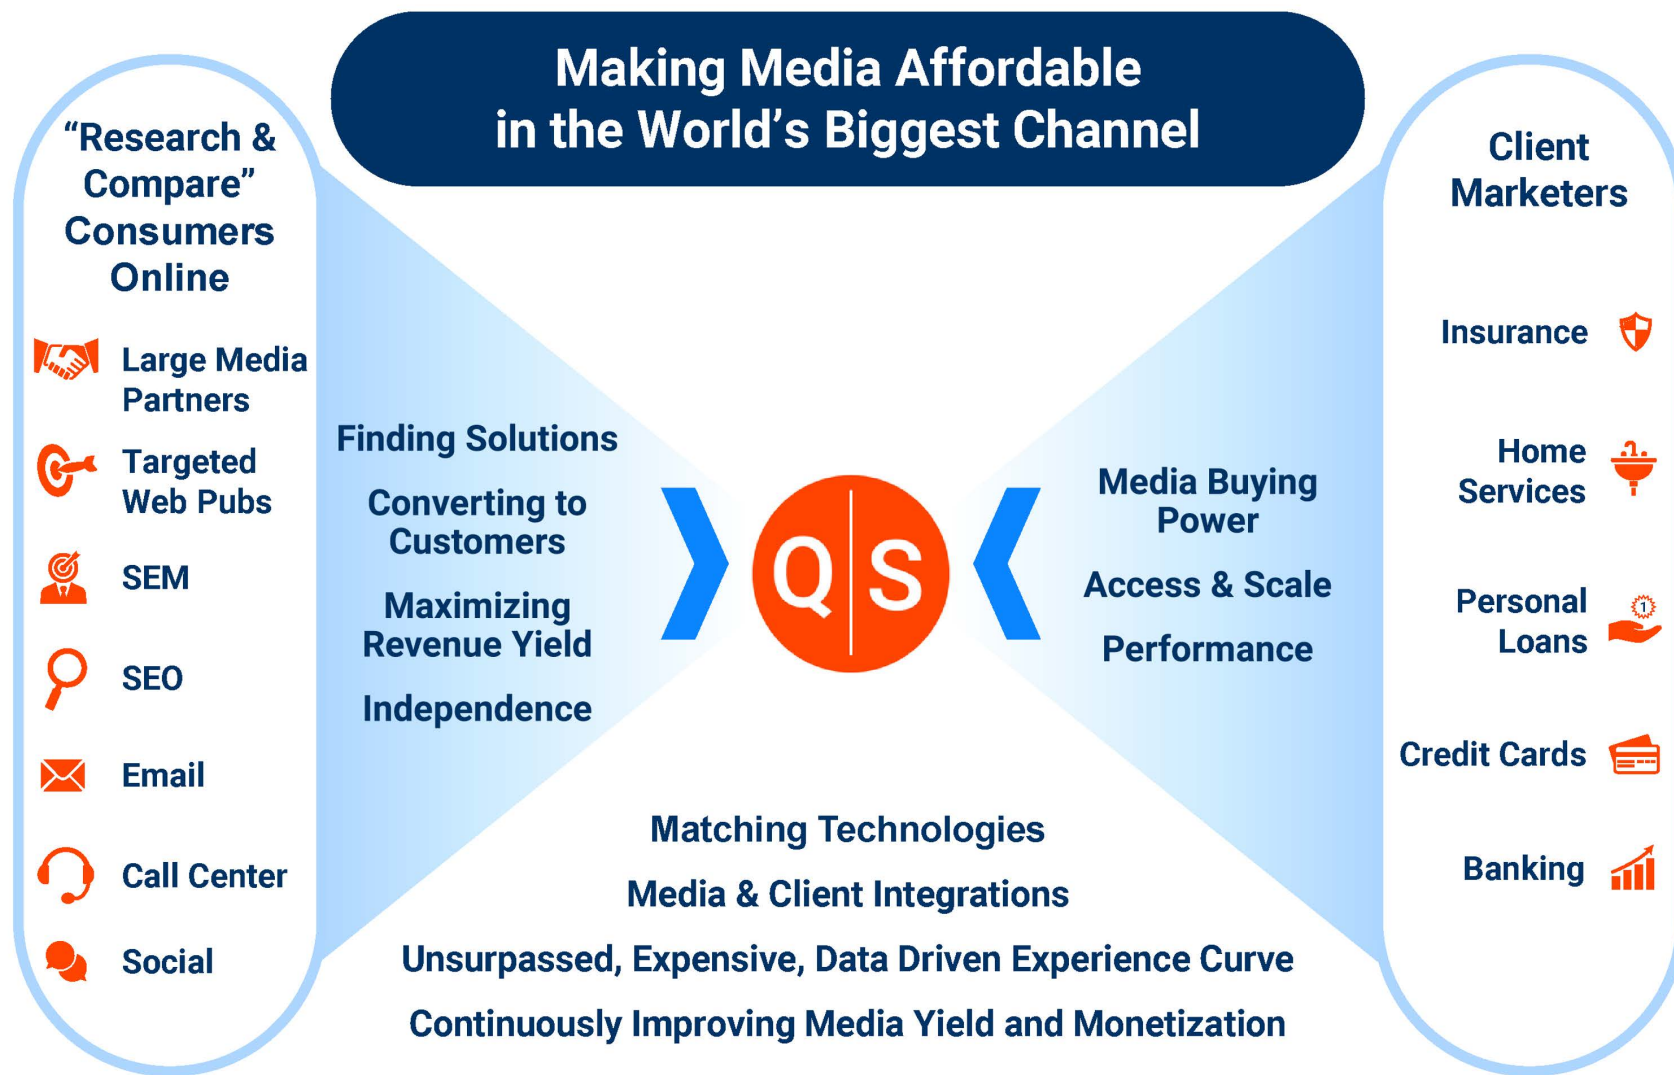 Making Media Affordable
in the World's Biggest Channel
“Research &
Compare”
Consumers
Online
Large Media
Partners
Targeted
Web Pubs
SEM
SEO
Email
Call Center
Social
Finding Solutions
Converting to
Customers
Maximizing
Revenue Yield
Independence
Q S
Media Buying
Power
Access & Scale
Performance
Client
Marketers
Insurance
Home
Services
Personal
Loans
1
Credit Cards
Banking
Matching Technologies
Media & Client Integrations
Unsurpassed, Expensive, Data Driven Experience Curve
Continuously Improving Media Yield and Monetization